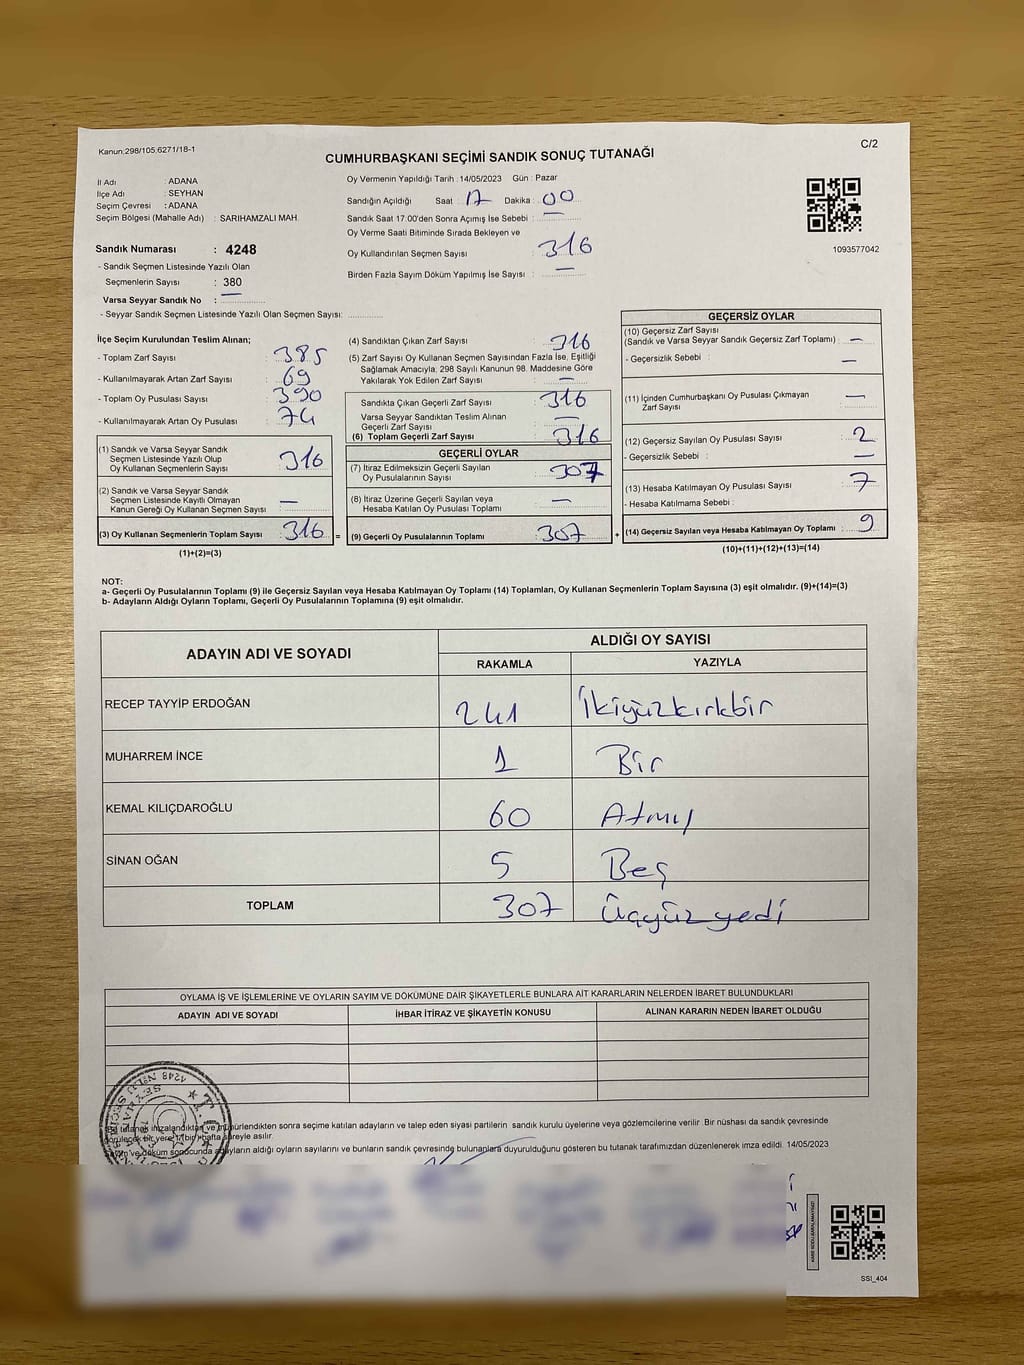 Kanun:298/105.6271/18-1
C/2
CUMHURBAŞKANI SEÇİMİ SANDIK SONUÇ TUTANAĞI
İl Adı : ADANA
İlçe Adı : SEYHAN
Seçim Çevresi : ADANA
Seçim Bölgesi (Mahalle Adı) : SARIHAMZALI MAH.
Sandık Numarası : 4248
- Sandık Seçmen Listesinde Yazılı Olan
Seçmenlerin Sayısı : 380
Varsa Seyyar Sandık No : —
- Seyyar Sandık Seçmen Listesinde Yazılı Olan Seçmen Sayısı:
Oy Vermenin Yapıldığı Tarih : 14/05/2023 Gün : Pazar
Sandığın Açıldığı Saat : 17 Dakika : 00
Sandık Saat 17.00'den Sonra Açımış İse Sebebi : —
Oy Verme Saati Bitiminde Sırada Bekleyen ve
Oy Kullandırılan Seçmen Sayısı : 316
Birden Fazla Sayım Döküm Yapılmış İse Sayısı : —
1093577042
İlçe Seçim Kurulundan Teslim Alınan;
- Toplam Zarf Sayısı : 385
- Kullanılmayarak Artan Zarf Sayısı : 69
- Toplam Oy Pusulası Sayısı : 390
- Kullanılmayarak Artan Oy Pusulası : 74
(1) Sandık ve Varsa Seyyar Sandık
Seçmen Listesinde Yazılı Olup
Oy Kullanan Seçmenlerin Sayısı : 316
(2) Sandık ve Varsa Seyyar Sandık
Seçmen Listesinde Kayıtlı Olmayan
Kanun Gereği Oy Kullanan Seçmen Sayısı : —
(3) Oy Kullanan Seçmenlerin Toplam Sayısı : 316 =
(1)+(2)=(3)
(4) Sandıktan Çıkan Zarf Sayısı : 316
(5) Zarf Sayısı Oy Kullanan Seçmen Sayısından Fazla İse, Eşitliği
Sağlamak Amacıyla; 298 Sayılı Kanunun 98. Maddesine Göre
Yakılarak Yok Edilen Zarf Sayısı : —
Sandıkta Çıkan Geçerli Zarf Sayısı : 316
Varsa Seyyar Sandıktan Teslim Alınan
Geçerli Zarf Sayısı : —
(6) Toplam Geçerli Zarf Sayısı : 316
GEÇERLİ OYLAR
(7) İtiraz Edilmeksizin Geçerli Sayılan
Oy Pusulalarının Sayısı : 307
(8) İtiraz Üzerine Geçerli Sayılan veya
Hesaba Katılan Oy Pusulası Toplamı : —
(9) Geçerli Oy Pusulalarının Toplamı : 307 +
GEÇERSİZ OYLAR
(10) Geçersiz Zarf Sayısı
(Sandık ve Varsa Seyyar Sandık Geçersiz Zarf Toplamı) : —
- Geçersizlik Sebebi : —
(11) İçinden Cumhurbaşkanı Oy Pusulası Çıkmayan
Zarf Sayısı : —
(12) Geçersiz Sayılan Oy Pusulası Sayısı : 2
- Geçersizlik Sebebi : —
(13) Hesaba Katılmayan Oy Pusulası Sayısı : 7
- Hesaba Katılmama Sebebi :
(14) Geçersiz Sayılan veya Hesaba Katılmayan Oy Toplamı : 9
(10)+(11)+(12)+(13)=(14)
NOT:
a- Geçerli Oy Pusulalarının Toplamı (9) ile Geçersiz Sayılan veya Hesaba Katılmayan Oy Toplamı (14) Toplamları, Oy Kullanan Seçmenlerin Toplam Sayısına (3) eşit olmalıdır. (9)+(14)=(3)
b- Adayların Aldığı Oyların Toplamı, Geçerli Oy Pusulalarının Toplamına (9) eşit olmalıdır.
ADAYIN ADI VE SOYADI
ALDIĞI OY SAYISI
RAKAMLA YAZIYLA
RECEP TAYYİP ERDOĞAN 241 İkiyüzkırkbir
MUHARREM İNCE 1 Bir
KEMAL KILIÇDAROĞLU 60 Atmış
SİNAN OĞAN 5 Beş
TOPLAM 307 Üçyüzyedi
OYLAMA İŞ VE İŞLEMLERİNE VE OYLARIN SAYIM VE DÖKÜMÜNE DAİR ŞİKAYETLERLE BUNLARA AİT KARARLARIN NELERDEN İBARET BULUNDUKLARI
ADAYIN ADI VE SOYADI İHBAR İTİRAZ VE ŞİKAYETİN KONUSU ALINAN KARARIN NEDEN İBARET OLDUĞU
Bu tutanak imzalandıktan ve mühürlendikten sonra seçime katılan adayların ve talep eden siyasi partilerin sandık kurulu üyelerine veya gözlemcilerine verilir. Bir nüshası da sandık çevresinde
görülecek bir yere 1 (bir) hafta süreyle asılır.
Sayım ve döküm sonucunda adayların aldığı oyların sayılarını ve bunların sandık çevresinde bulunanlara duyurulduğunu gösteren bu tutanak tarafımızdan düzenlenerek imza edildi. 14/05/2023
SSİ_404